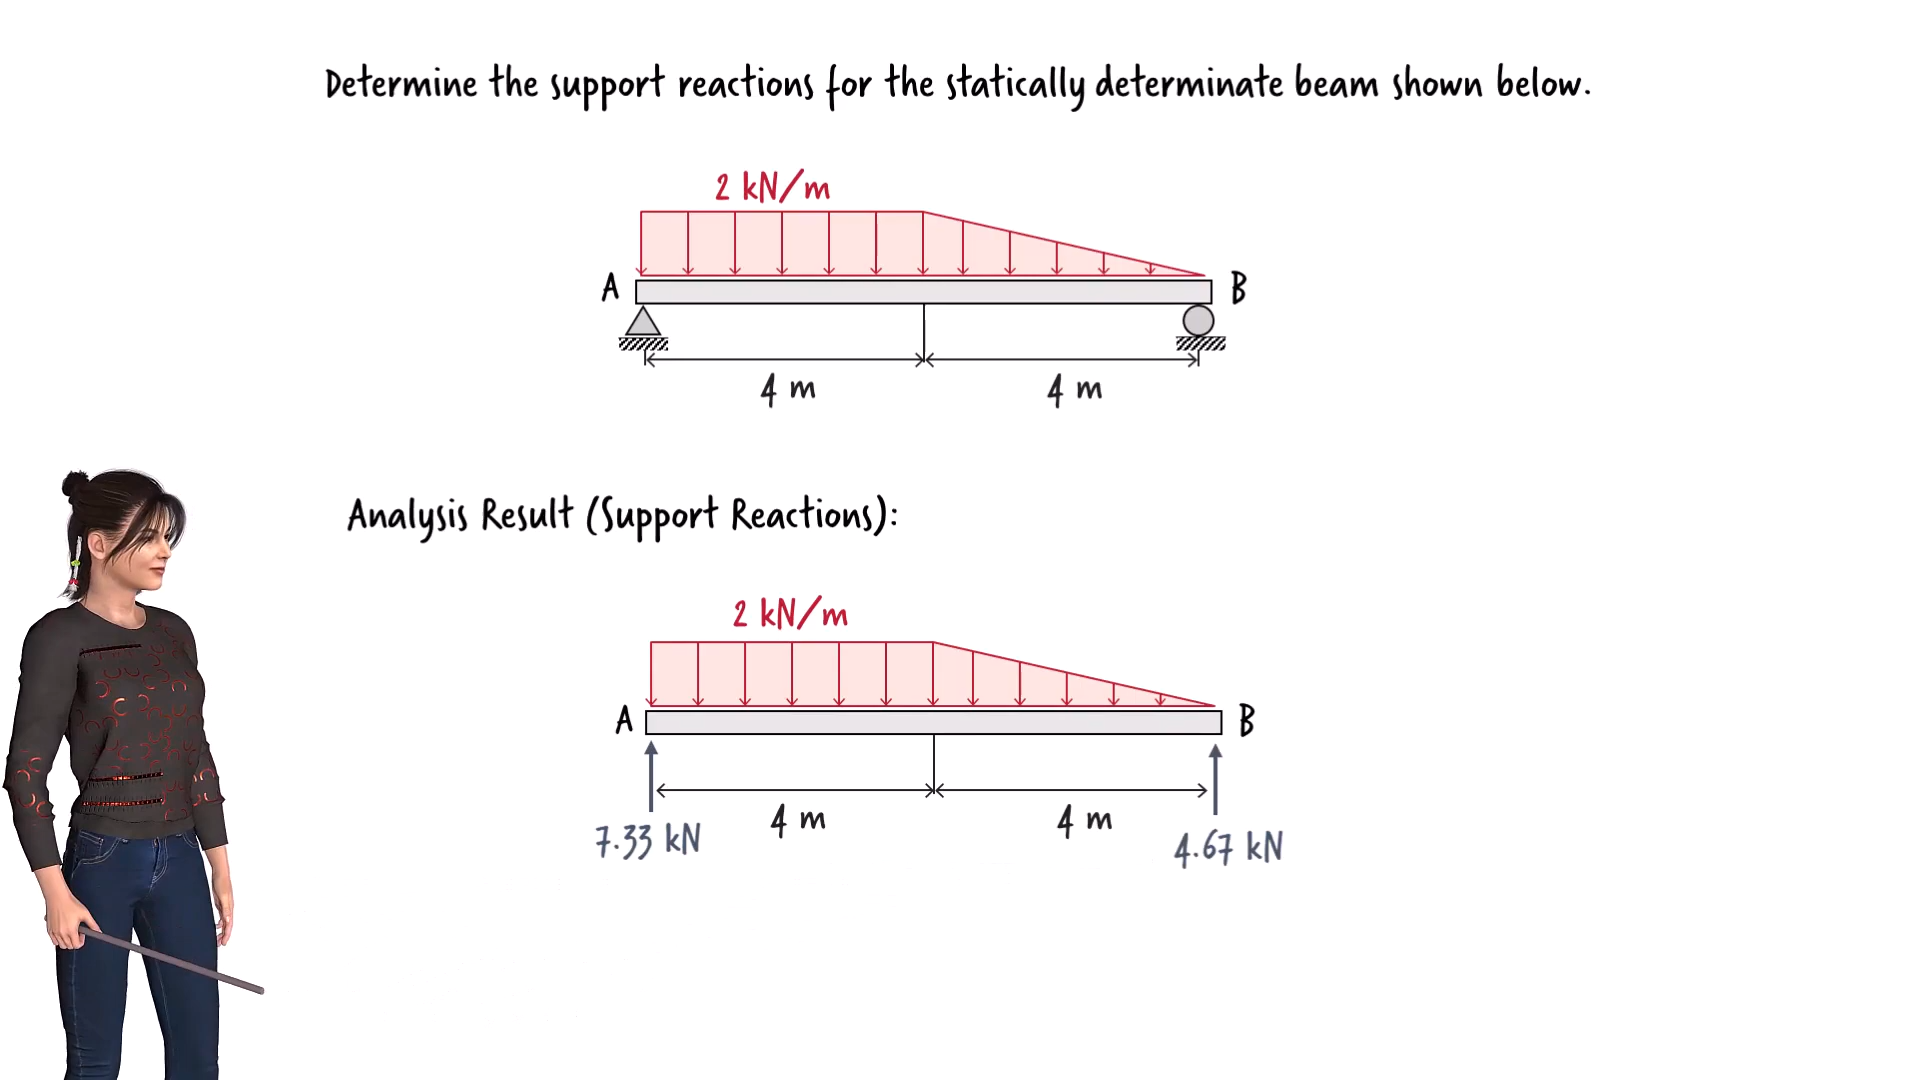 Determine the support reactions for the statically determinate beam shown below.
2 kN/m
A
B
4 m
4 m
Analysis Result (Support Reactions):
2 kN/m
A
B
4 m
4 m
7.33 kN
4.67 kN